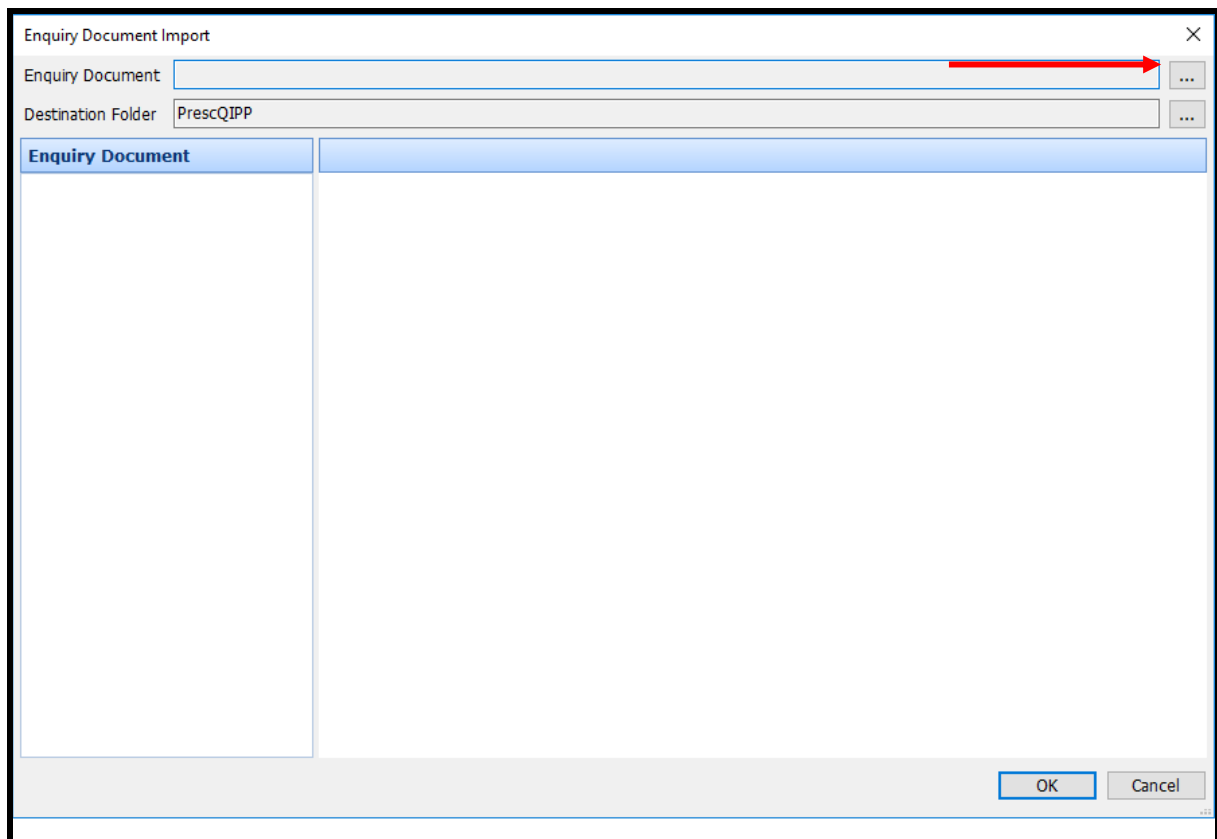 Enquiry Document Import
Enquiry Document ...
Destination Folder PrescQIPP ...
Enquiry Document
OK Cancel